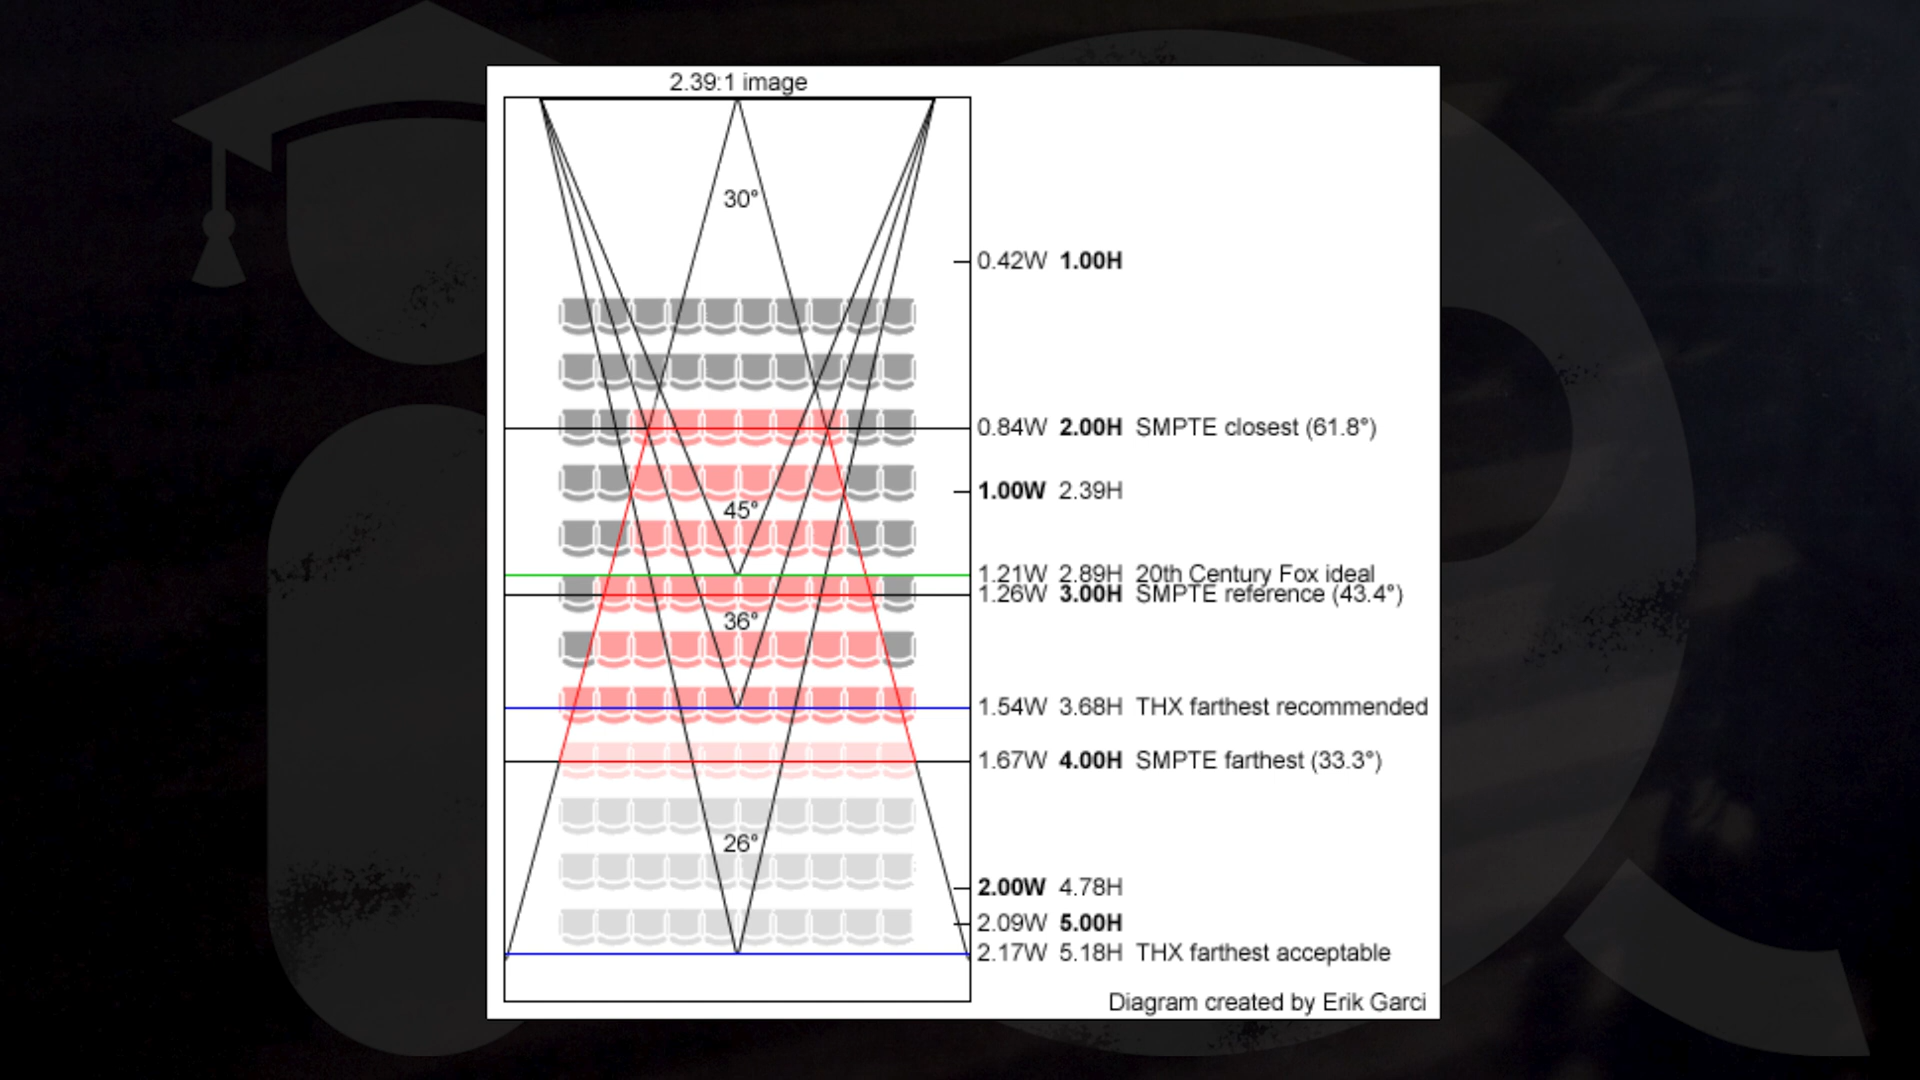 2.39:1 image
30°
0.42W 1.00H
0.84W 2.00H SMPTE closest (61.8°)
1.00W 2.39H
45°
1.21W 2.89H 20th Century Fox ideal
1.26W 3.00H SMPTE reference (43.4°)
36°
1.54W 3.68H THX farthest recommended
1.67W 4.00H SMPTE farthest (33.3°)
26°
2.00W 4.78H
2.09W 5.00H
2.17W 5.18H THX farthest acceptable
Diagram created by Erik Garci